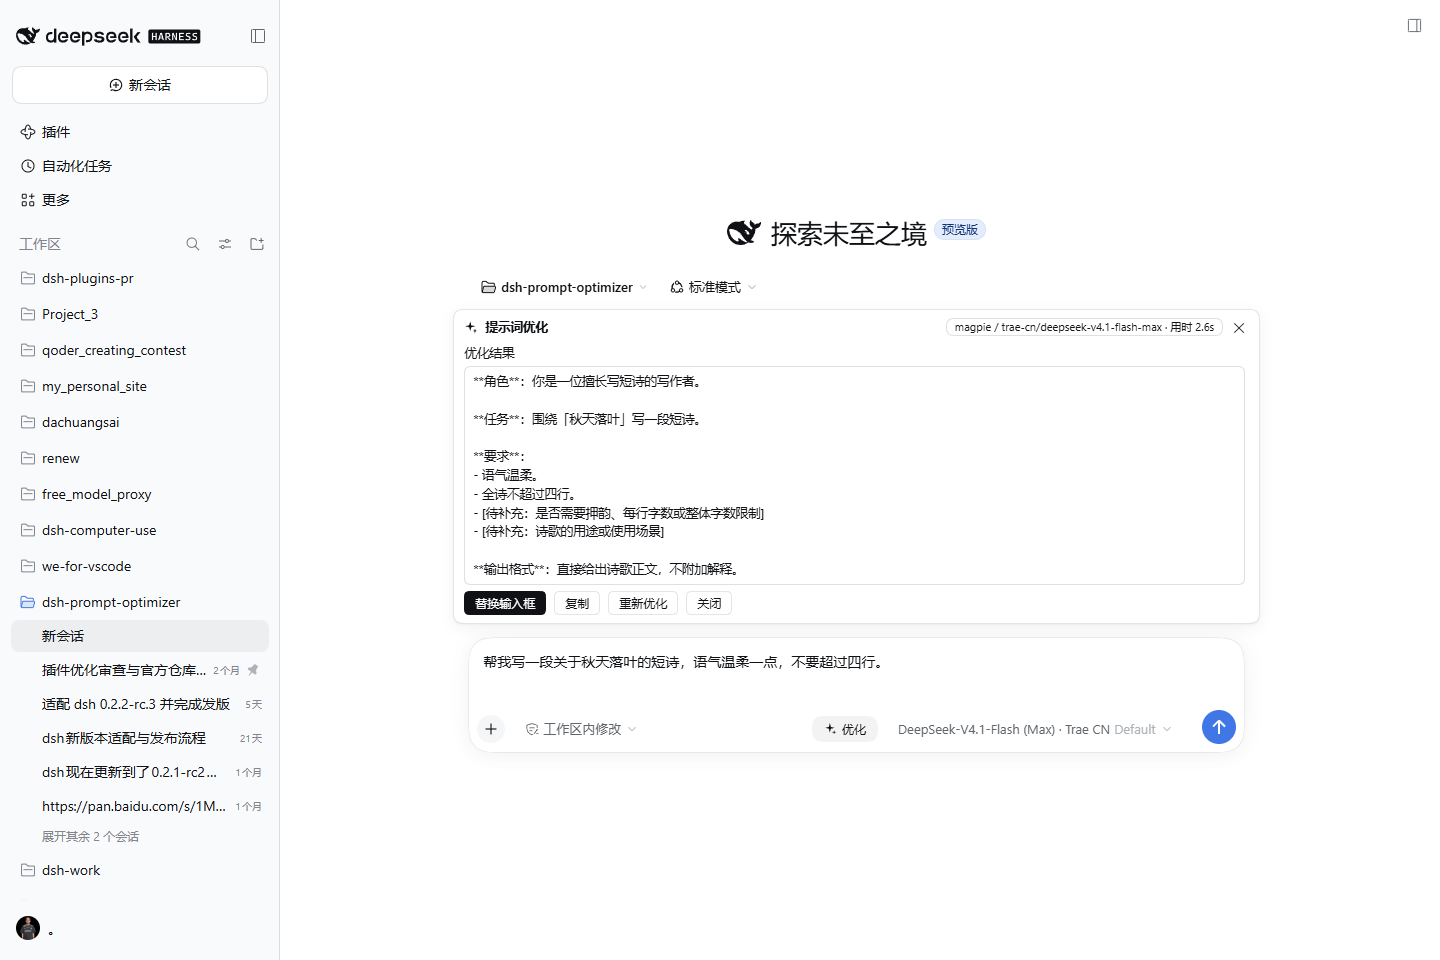 deepseek HARNESS
新会话
插件
自动化任务
更多
工作区
dsh-plugins-pr
Project_3
qoder_creating_contest
my_personal_site
dachuangsai
renew
free_model_proxy
dsh-computer-use
we-for-vscode
dsh-prompt-optimizer
新会话
插件优化审查与官方仓库... 2个月
适配 dsh 0.2.2-rc.3 并完成发版 5天
dsh新版本适配与发布流程 21天
dsh现在更新到了0.2.1-rc2... 1个月
https://pan.baidu.com/s/1M... 1个月
展开其余 2 个会话
dsh-work
。
探索未至之境 预览版
dsh-prompt-optimizer 标准模式
提示词优化 magpie / trae-cn/deepseek-v4.1-flash-max · 用时 2.6s
优化结果
**角色**：你是一位擅长写短诗的写作者。
**任务**：围绕「秋天落叶」写一段短诗。
**要求**：
- 语气温柔。
- 全诗不超过四行。
- [待补充：是否需要押韵、每行字数或整体字数限制]
- [待补充：诗歌的用途或使用场景]
**输出格式**：直接给出诗歌正文，不附加解释。
替换输入框 复制 重新优化 关闭
帮我写一段关于秋天落叶的短诗，语气温柔一点，不要超过四行。
工作区内修改 优化 DeepSeek-V4.1-Flash (Max) · Trae CN Default